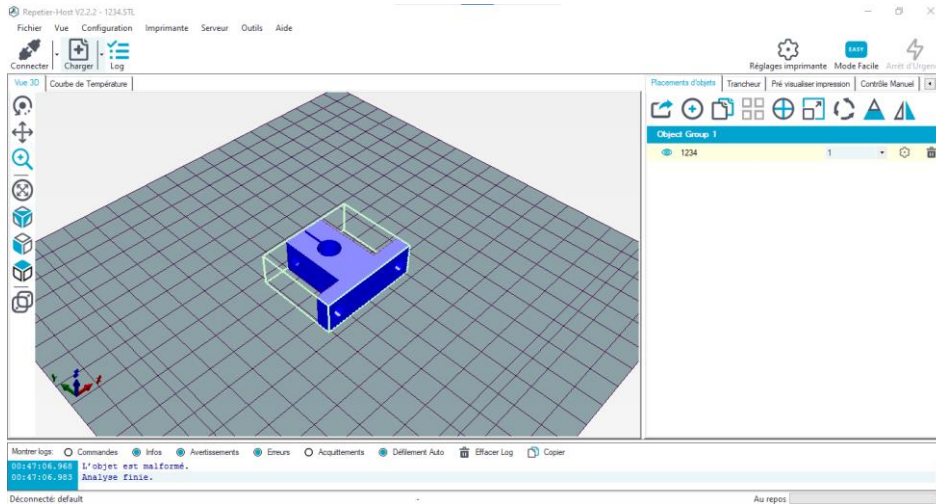 Repetier-Host V2.2.2 - 1234.STL
Fichier Vue Configuration Imprimante Serveur Outils Aide
Connecter Charger Log Réglages imprimante Mode Facile Arrêt d'Urgen
EASY
Vue 3D Courbe de Température
Placements d'objets Trancheur Pré visualiser impression Contrôle Manuel
Object Group 1
1234 1
Montrer logs: Commandes Infos Avertissements Erreurs Acquittements Défilement Auto Effacer Log Copier
00:47:06.968 L'objet est malformé.
00:47:06.983 Analyse finie.
Déconnecté: default - Au repos